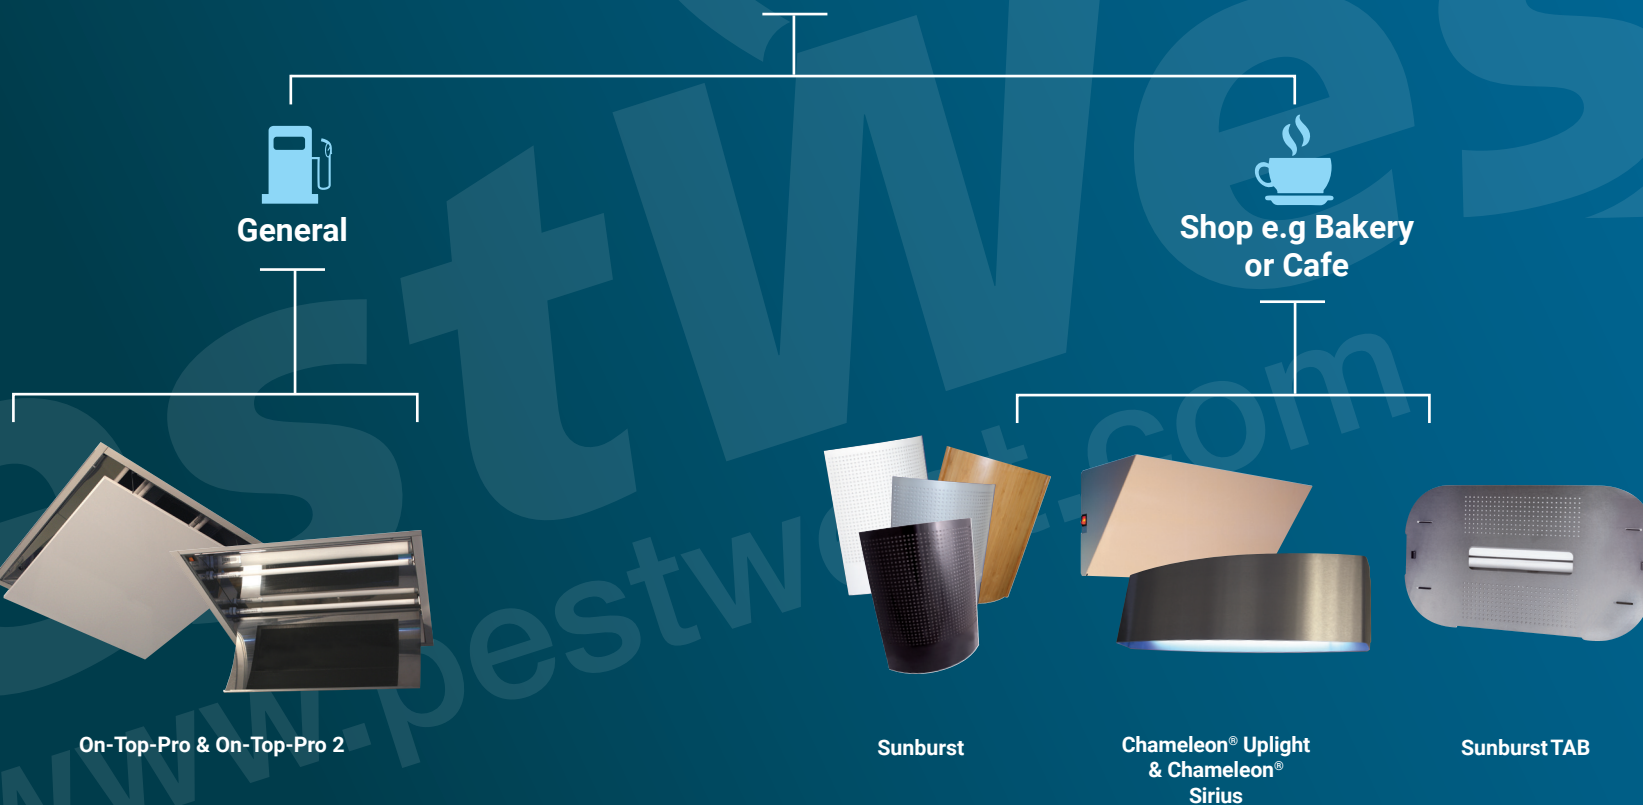 General
Shop e.g Bakery
or Cafe
On-Top-Pro & On-Top-Pro 2
Sunburst
Chameleon® Uplight
& Chameleon®
Sirius
Sunburst TAB
estwes
www.pestwest.com